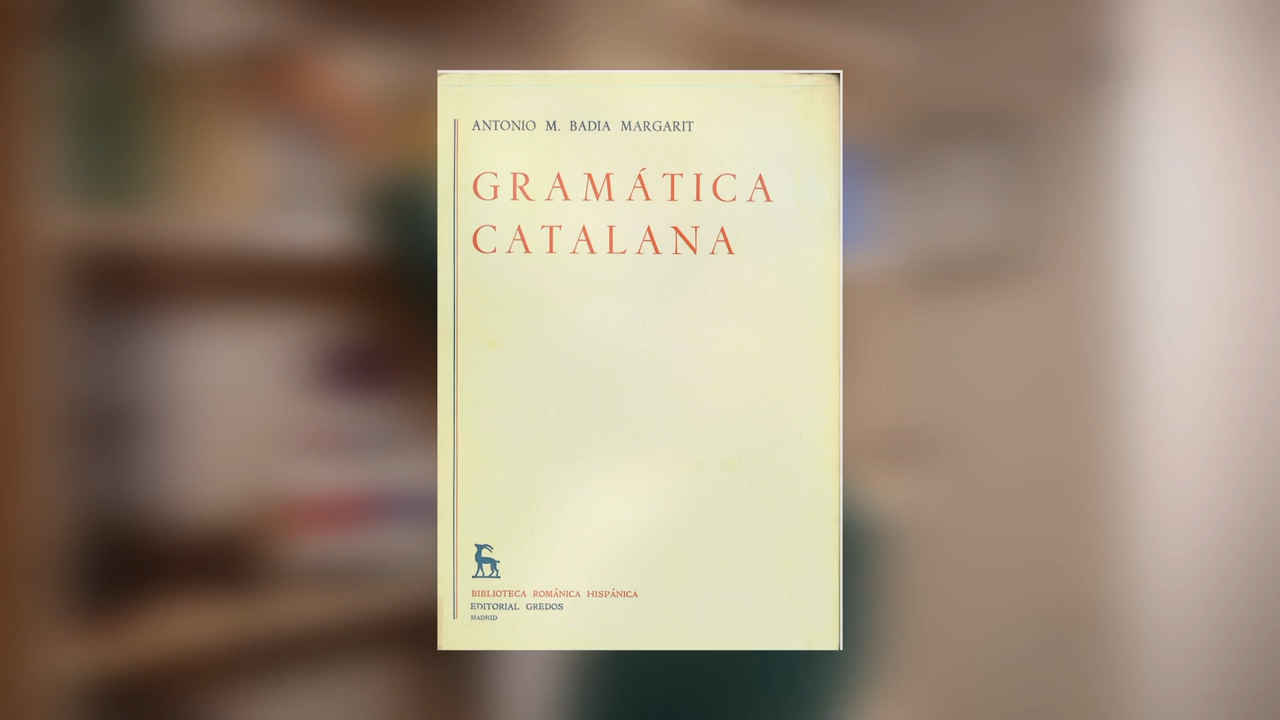 ANTONIO M. BADIA MARGARIT
GRAMÁTICA
CATALANA
BIBLIOTECA ROMÁNICA HISPÁNICA
EDITORIAL GREDOS
MADRID